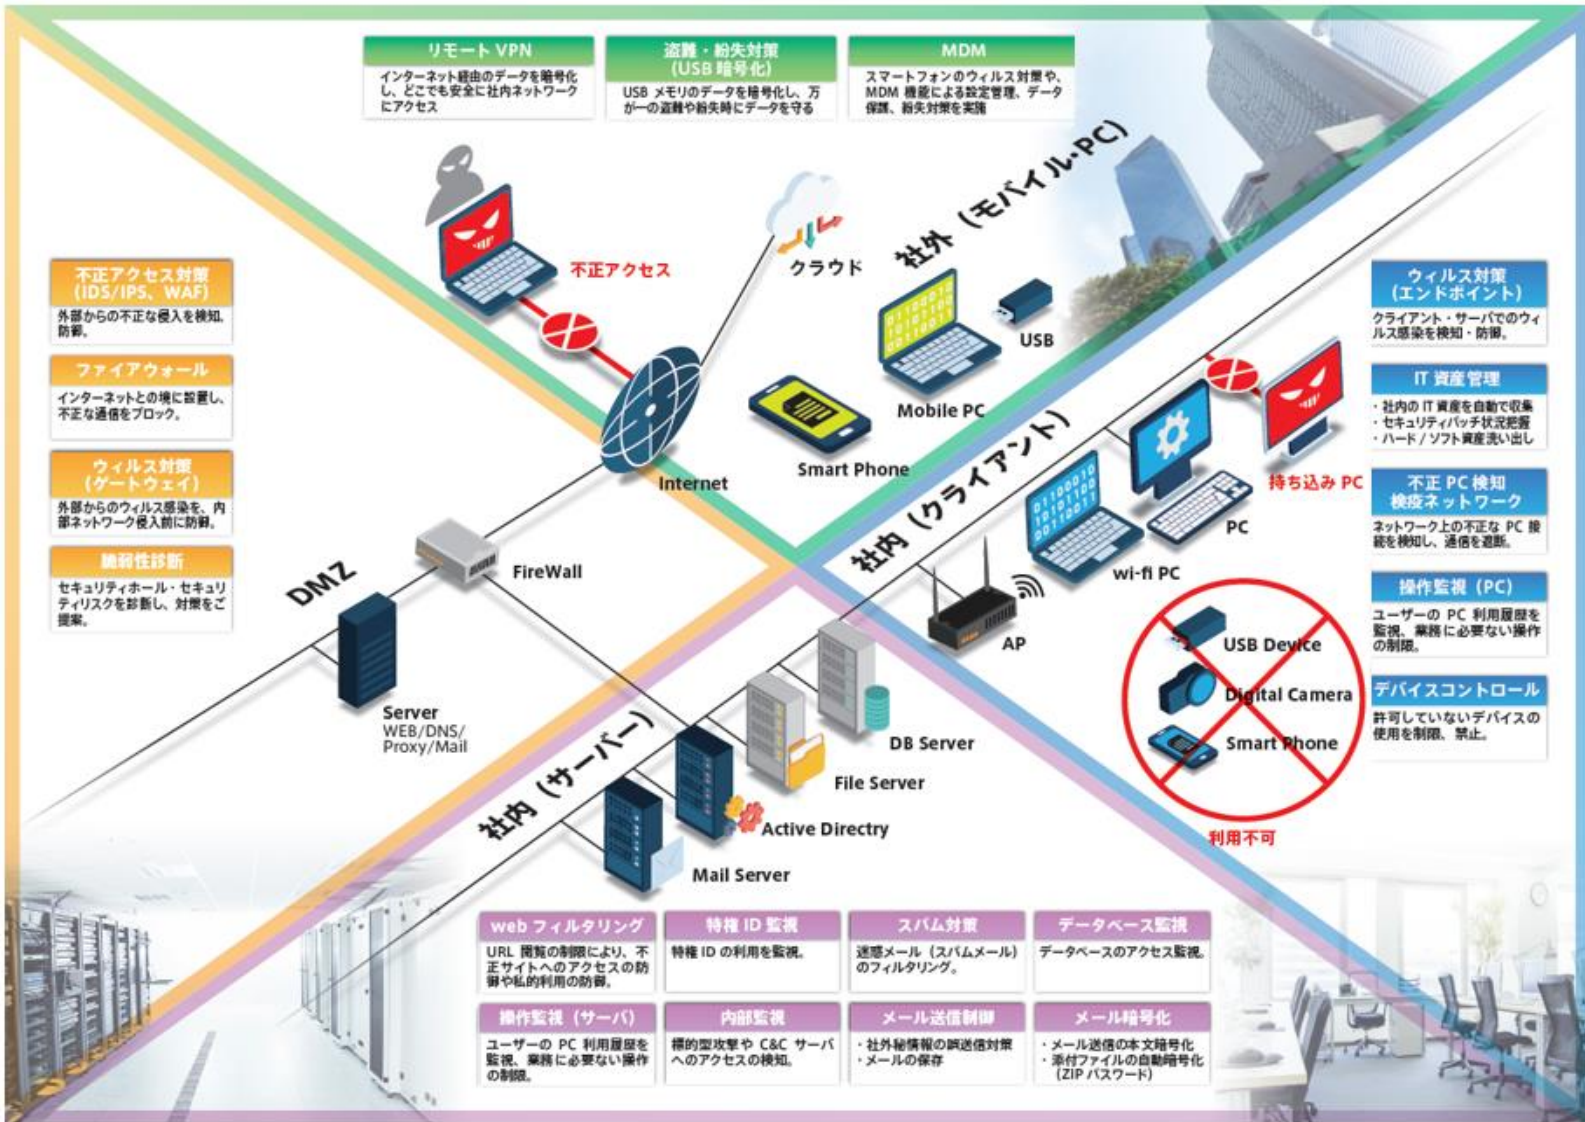 リモート VPN
インターネット経由のデータを暗号化
し、どこでも安全に社内ネットワーク
にアクセス
盗難・紛失対策
(USB 暗号化)
USB メモリのデータを暗号化し、万
が一の盗難や紛失時にデータを守る
MDM
スマートフォンのウィルス対策や、
MDM 機能による設定管理、データ
保護、紛失対策を実施
不正アクセス
クラウド
社外（モバイル・PC）
USB
Mobile PC
Smart Phone
Internet
不正アクセス対策
(IDS/IPS、WAF)
外部からの不正な侵入を検知、
防御。
ファイアウォール
インターネットとの境に設置し、
不正な通信をブロック。
ウィルス対策
(ゲートウェイ)
外部からのウィルス感染を、内
部ネットワーク侵入前に防御。
脆弱性診断
セキュリティホール・セキュリ
ティリスクを診断し、対策をご
提案。
DMZ
FireWall
Server
WEB/DNS/
Proxy/Mail
社内（クライアント）
持ち込み PC
PC
wi-fi PC
AP
USB Device
Digital Camera
Smart Phone
利用不可
ウィルス対策
(エンドポイント)
クライアント・サーバでのウィ
ルス感染を検知・防御。
IT 資産管理
・社内の IT 資産を自動で収集
・セキュリティパッチ状況把握
・ハード / ソフト資産洗い出し
不正 PC 検知
検疫ネットワーク
ネットワーク上の不正な PC 接
続を検知し、通信を遮断。
操作監視（PC）
ユーザーの PC 利用履歴を
監視、業務に必要ない操作
の制限。
デバイスコントロール
許可していないデバイスの
使用を制限、禁止。
社内（サーバー）
DB Server
File Server
Active Directry
Mail Server
web フィルタリング
URL 閲覧の制限により、不
正サイトへのアクセスの防
御や私的利用の防御。
特権 ID 監視
特権 ID の利用を監視。
スパム対策
迷惑メール（スパムメール）
のフィルタリング。
データベース監視
データベースのアクセス監視。
操作監視（サーバ）
ユーザーの PC 利用履歴を
監視、業務に必要ない操作
の制限。
内部監視
標的型攻撃や C&C サーバ
へのアクセスの検知。
メール送信制御
・社外秘情報の誤送信対策
・メールの保存
メール暗号化
・メール送信の本文暗号化
・添付ファイルの自動暗号化
（ZIP パスワード）